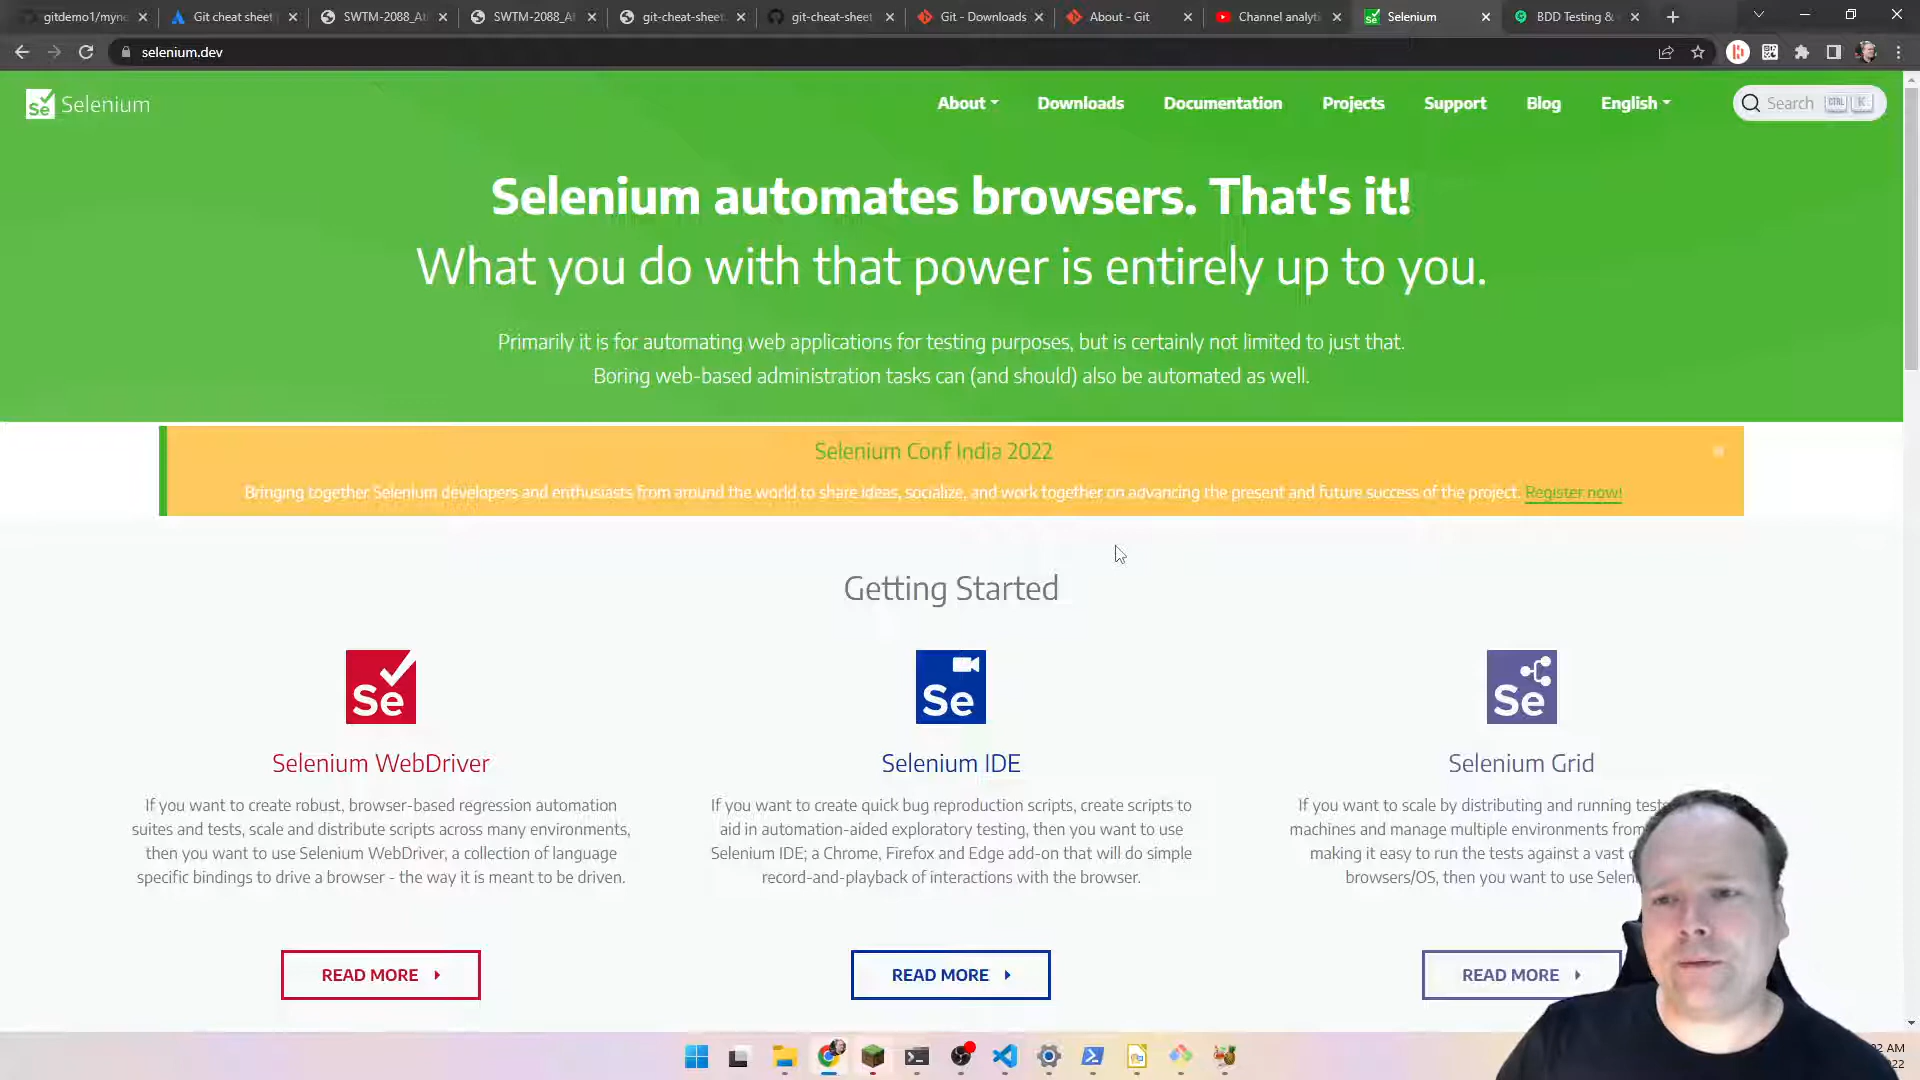 gitdemo1/myno
Git cheat sheet
SWTM-2088_At
SWTM-2088_At
git-cheat-sheet
git-cheat-sheet
Git - Downloads
About - Git
Channel analyti
Selenium
BDD Testing &
selenium.dev
Se Selenium
About
Downloads
Documentation
Projects
Support
Blog
English
Search CTRL K
Selenium automates browsers. That's it!
What you do with that power is entirely up to you.
Primarily it is for automating web applications for testing purposes, but is certainly not limited to just that.
Boring web-based administration tasks can (and should) also be automated as well.
Selenium Conf India 2022
Bringing together Selenium developers and enthusiasts from around the world to share ideas, socialize, and work together on advancing the present and future success of the project. Register now!
Getting Started
Se
Selenium WebDriver
If you want to create robust, browser-based regression automation
suites and tests, scale and distribute scripts across many environments,
then you want to use Selenium WebDriver, a collection of language
specific bindings to drive a browser - the way it is meant to be driven.
READ MORE
Se
Selenium IDE
If you want to create quick bug reproduction scripts, create scripts to
aid in automation-aided exploratory testing, then you want to use
Selenium IDE; a Chrome, Firefox and Edge add-on that will do simple
record-and-playback of interactions with the browser.
READ MORE
Se
Selenium Grid
If you want to scale by distributing and running tests
machines and manage multiple environments from
making it easy to run the tests against a vast
browsers/OS, then you want to use Selen
READ MORE
AM